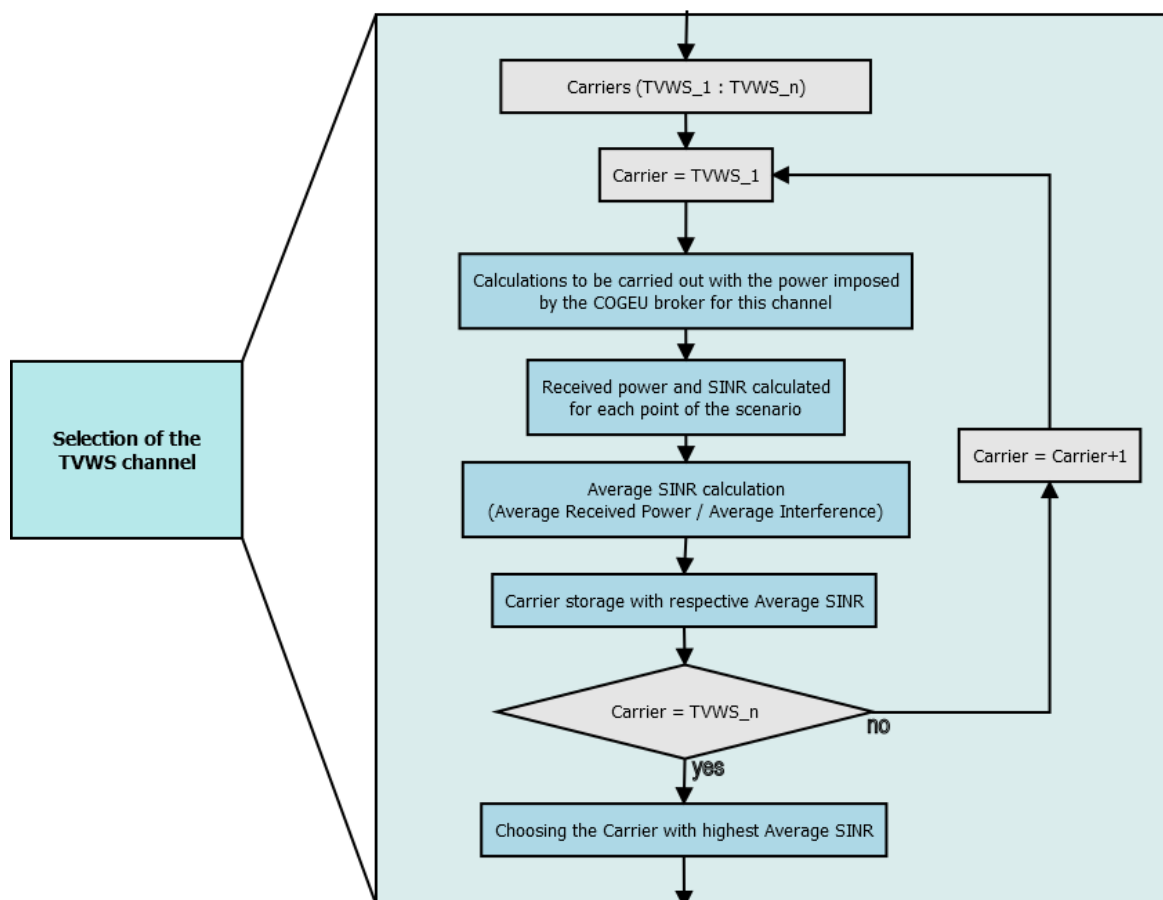 Carriers (TVWS_1 : TVWS_n)
Carrier = TVWS_1
Calculations to be carried out with the power imposed
by the COGEU broker for this channel
Received power and SINR calculated
for each point of the scenario
Selection of the
TVWS channel
Carrier = Carrier+1
Average SINR calculation
(Average Received Power / Average Interference)
Carrier storage with respective Average SINR
Carrier = TVWS_n
no
yes
Choosing the Carrier with highest Average SINR